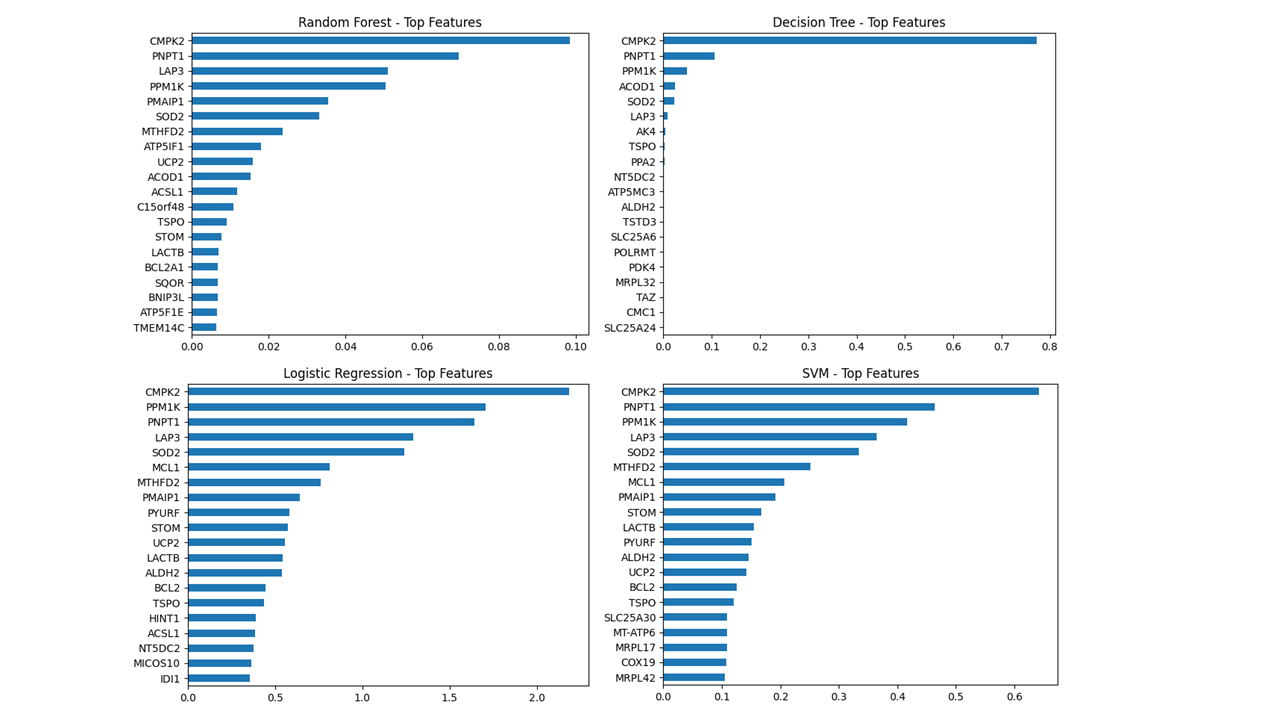 Random Forest - Top Features
CMPK2
PNPT1
LAP3
PPM1K
PMAIP1
SOD2
MTHFD2
ATP5IF1
UCP2
ACOD1
ACSL1
C15orf48
TSPO
STOM
LACTB
BCL2A1
SQOR
BNIP3L
ATP5F1E
TMEM14C
0.00 0.02 0.04 0.06 0.08 0.10
Decision Tree - Top Features
CMPK2
PNPT1
PPM1K
ACOD1
SOD2
LAP3
AK4
TSPO
PPA2
NT5DC2
ATP5MC3
ALDH2
TSTD3
SLC25A6
POLRMT
PDK4
MRPL32
TAZ
CMC1
SLC25A24
0.0 0.1 0.2 0.3 0.4 0.5 0.6 0.7 0.8
Logistic Regression - Top Features
CMPK2
PPM1K
PNPT1
LAP3
SOD2
MCL1
MTHFD2
PMAIP1
PYURF
STOM
UCP2
LACTB
ALDH2
BCL2
TSPO
HINT1
ACSL1
NT5DC2
MICOS10
IDI1
0.0 0.5 1.0 1.5 2.0
SVM - Top Features
CMPK2
PNPT1
PPM1K
LAP3
SOD2
MTHFD2
MCL1
PMAIP1
STOM
LACTB
PYURF
ALDH2
UCP2
BCL2
TSPO
SLC25A30
MT-ATP6
MRPL17
COX19
MRPL42
0.0 0.1 0.2 0.3 0.4 0.5 0.6